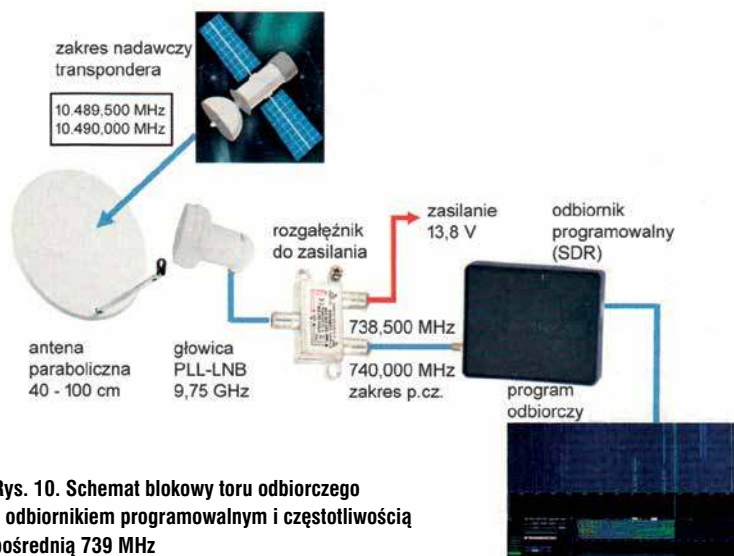 zakres nadawczy
transpondera
10.489,500 MHz
10.490,000 MHz
antena
paraboliczna
40 - 100 cm
głowica
PLL-LNB
9,75 GHz
rozgałęźnik
do zasilania
zasilanie
13,8 V
738,500 MHz
740,000 MHz
zakres p.cz.
odbiornik
programowalny
(SDR)
program
odbiorczy
Rys. 10. Schemat blokowy toru odbiorczego
odbiornikiem programowalnym i częstotliwością
pośrednią 739 MHz